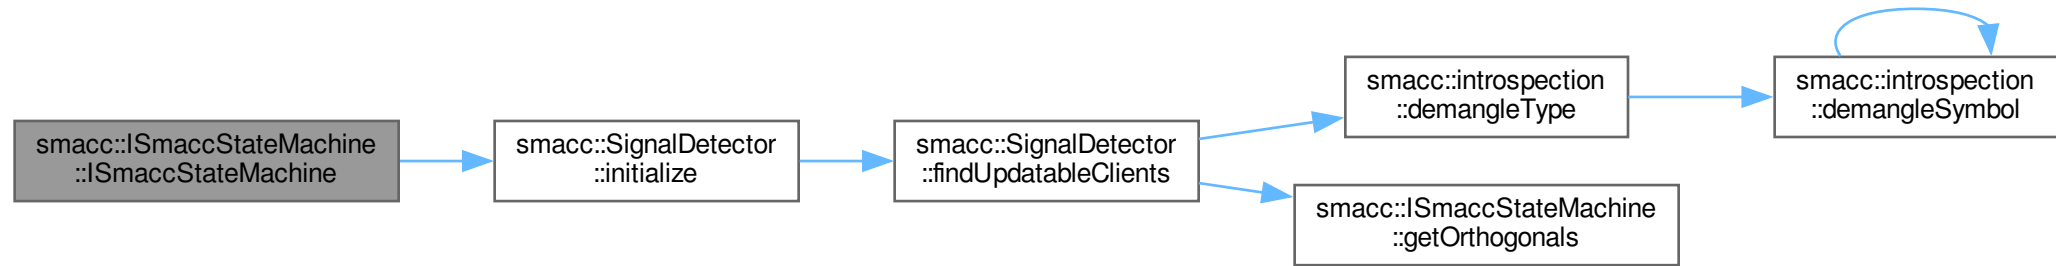 smacc::ISmaccStateMachine
::ISmaccStateMachine
smacc::SignalDetector
::initialize
smacc::SignalDetector
::findUpdatableClients
smacc::introspection
::demangleType
smacc::introspection
::demangleSymbol
smacc::ISmaccStateMachine
::getOrthogonals